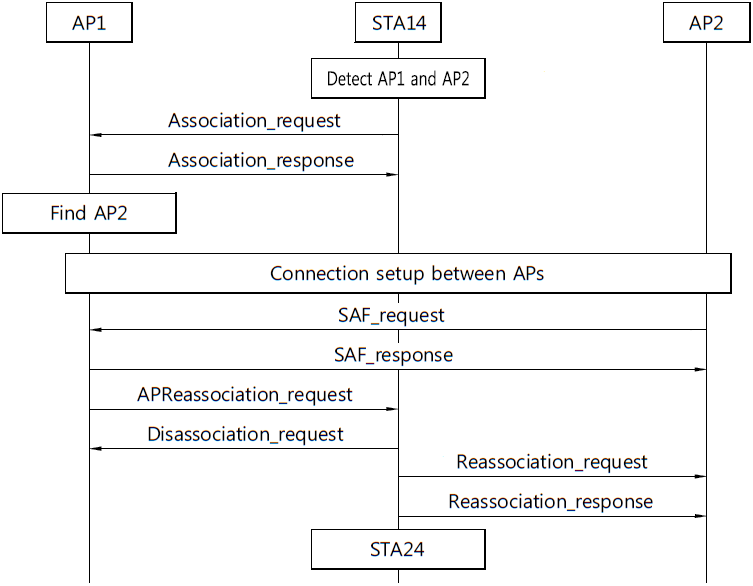 AP1
STA14
AP2
Detect AP1 and AP2
Association_request
Association_response
Find AP2
Connection setup between APs
SAF_request
SAF_response
APReassociation_request
Disassociation_request
Reassociation_request
Reassociation_response
STA24